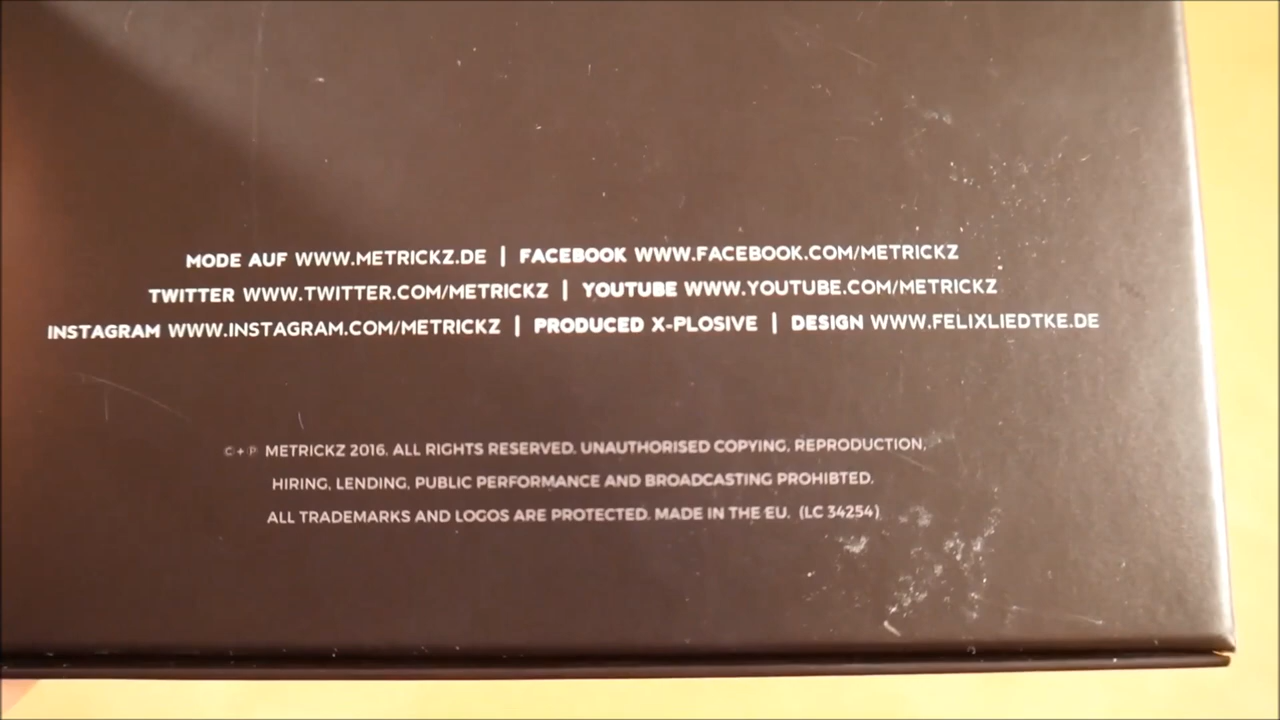 MODE AUF WWW.METRICKZ.DE | FACEBOOK WWW.FACEBOOK.COM/METRICKZ
TWITTER WWW.TWITTER.COM/METRICKZ | YOUTUBE WWW.YOUTUBE.COM/METRICKZ
INSTAGRAM WWW.INSTAGRAM.COM/METRICKZ | PRODUCED X-PLOSIVE | DESIGN WWW.FELIXLIEDTKE.DE
©+℗ METRICKZ 2016. ALL RIGHTS RESERVED. UNAUTHORISED COPYING, REPRODUCTION,
HIRING, LENDING, PUBLIC PERFORMANCE AND BROADCASTING PROHIBTED.
ALL TRADEMARKS AND LOGOS ARE PROTECTED. MADE IN THE EU. (LC 34254)